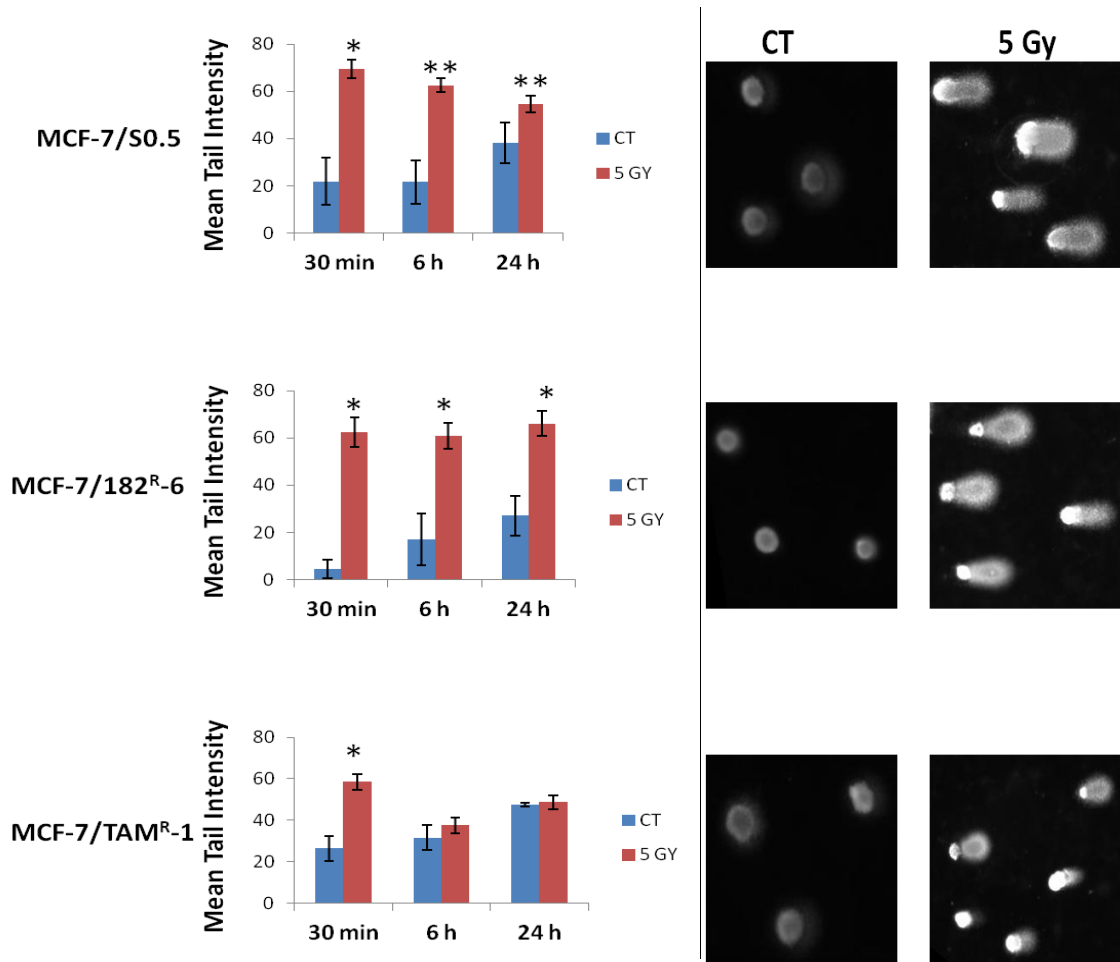 CT 5 Gy
MCF-7/S0.5
Mean Tail Intensity
80
60
40
20
0
*
**
**
30 min 6 h 24 h
CT
5 GY
MCF-7/182ᴿ-6
Mean Tail Intensity
80
60
40
20
0
*
*
*
30 min 6 h 24 h
CT
5 GY
MCF-7/TAMᴿ-1
Mean Tail Intensity
80
60
40
20
0
*
30 min 6 h 24 h
CT
5 GY